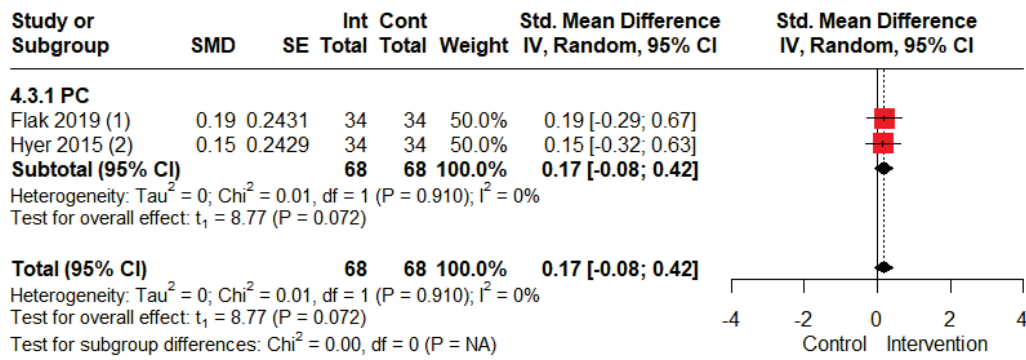 Study or Int Cont Std. Mean Difference Std. Mean Difference
Subgroup SMD SE Total Total Weight IV, Random, 95% CI IV, Random, 95% CI
4.3.1 PC
Flak 2019 (1) 0.19 0.2431 34 34 50.0% 0.19 [-0.29; 0.67]
Hyer 2015 (2) 0.15 0.2429 34 34 50.0% 0.15 [-0.32; 0.63]
Subtotal (95% CI) 68 68 100.0% 0.17 [-0.08; 0.42]
Heterogeneity: Tau² = 0; Chi² = 0.01, df = 1 (P = 0.910); I² = 0%
Test for overall effect: t₁ = 8.77 (P = 0.072)
Total (95% CI) 68 68 100.0% 0.17 [-0.08; 0.42]
Heterogeneity: Tau² = 0; Chi² = 0.01, df = 1 (P = 0.910); I² = 0%
Test for overall effect: t₁ = 8.77 (P = 0.072) -4 -2 0 2 4
Test for subgroup differences: Chi² = 0.00, df = 0 (P = NA) Control Intervention